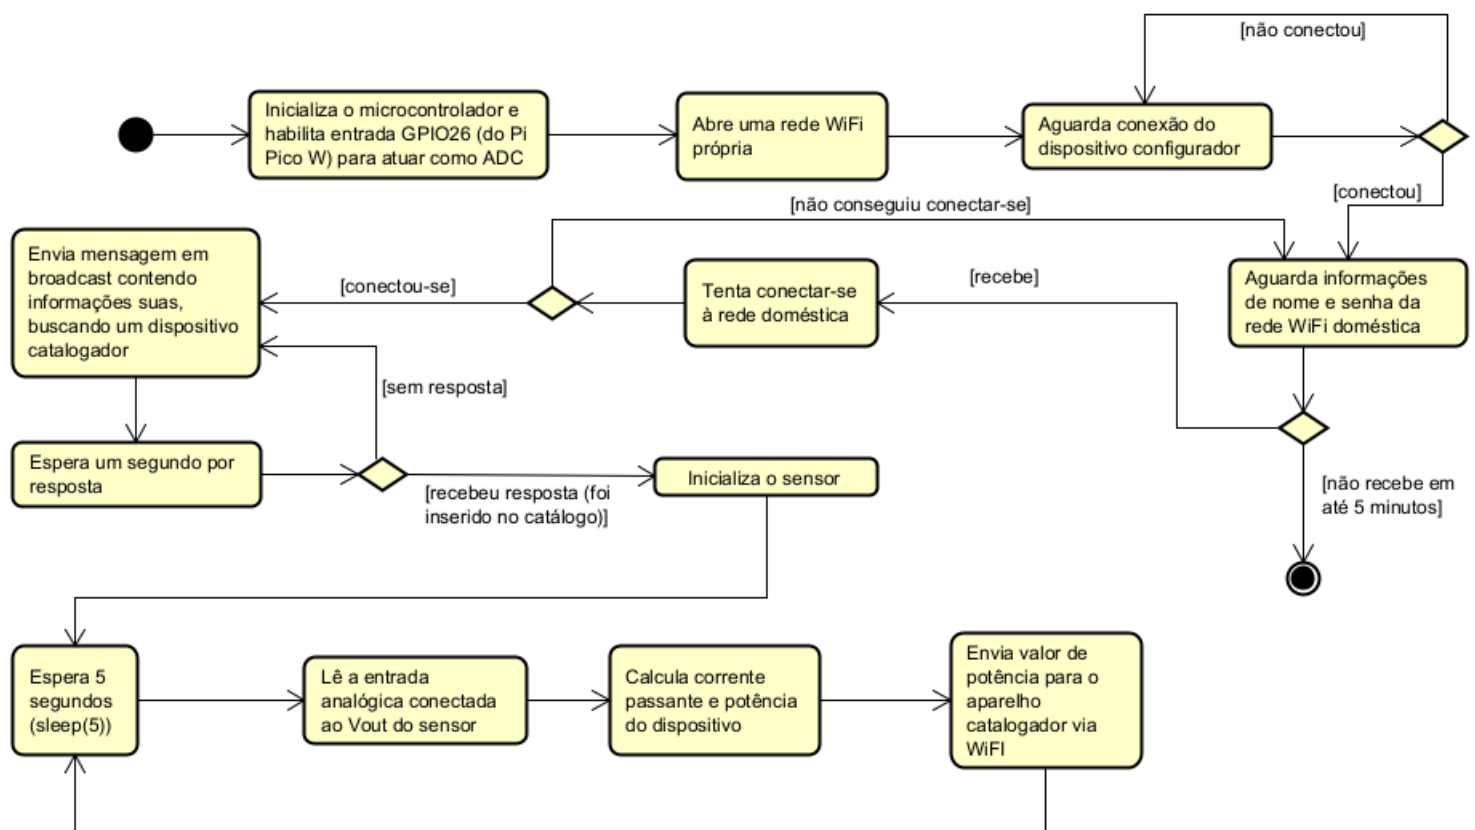 [não conectou]
Inicializa o microcontrolador e
habilita entrada GPIO26 (do Pi
Pico W) para atuar como ADC
Abre uma rede WiFi
própria
Aguarda conexão do
dispositivo configurador
[conectou]
[não conseguiu conectar-se]
Envia mensagem em
broadcast contendo
informações suas,
buscando um dispositivo
catalogador
[conectou-se]
Tenta conectar-se
à rede doméstica
[recebe]
Aguarda informações
de nome e senha da
rede WiFi doméstica
[sem resposta]
Espera um segundo por
resposta
[recebeu resposta (foi
inserido no catálogo)]
Inicializa o sensor
[não recebe em
até 5 minutos]
Espera 5
segundos
(sleep(5))
Lê a entrada
analógica conectada
ao Vout do sensor
Calcula corrente
passante e potência
do dispositivo
Envia valor de
potência para o
aparelho
catalogador via
WiFI